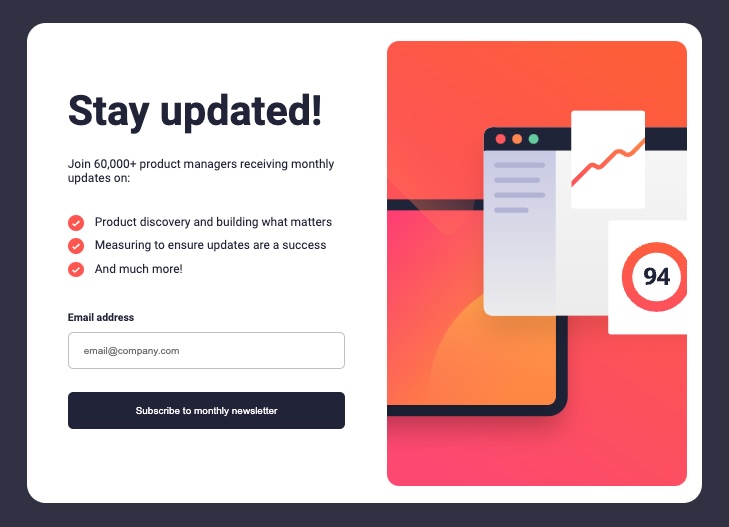 Stay updated!
Join 60,000+ product managers receiving monthly
updates on:
Product discovery and building what matters
Measuring to ensure updates are a success
And much more!
Email address
email@company.com
Subscribe to monthly newsletter
94